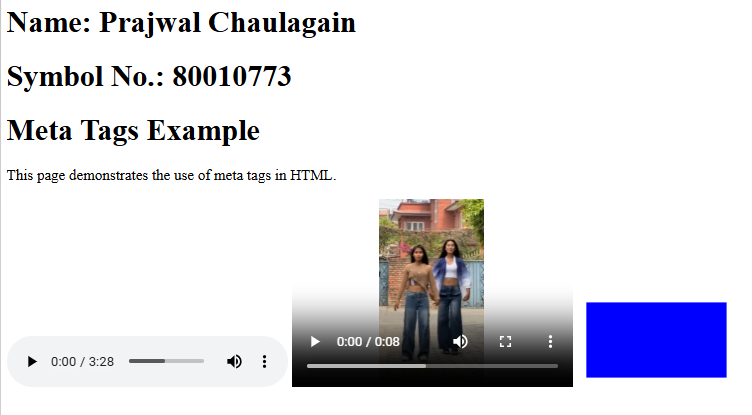 Name: Prajwal Chaulagain
Symbol No.: 80010773
Meta Tags Example
This page demonstrates the use of meta tags in HTML.
0:00 / 3:28
0:00 / 0:08